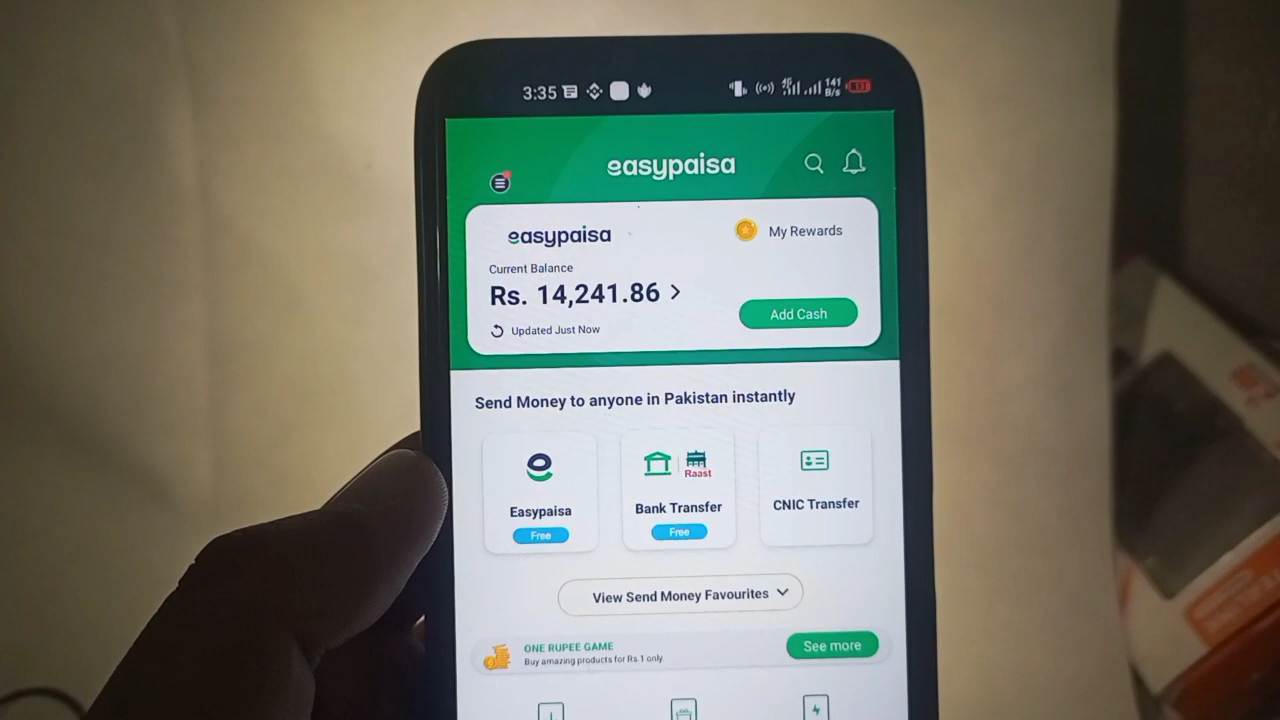 3:35
4G
141
B/s
easypaisa
easypaisa
My Rewards
Current Balance
Rs. 14,241.86
Add Cash
Updated Just Now
Send Money to anyone in Pakistan instantly
Raast
Easypaisa
Bank Transfer
CNIC Transfer
Free
Free
View Send Money Favourites
ONE RUPEE GAME
Buy amazing products for Rs.1 only
See more